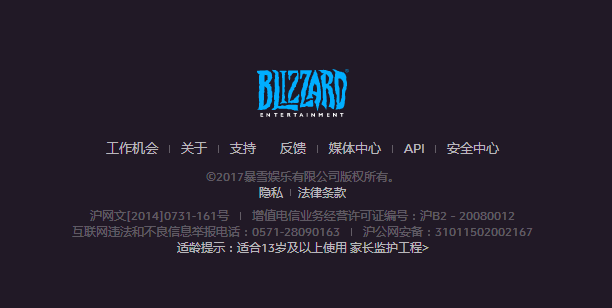 BLIZZARD
ENTERTAINMENT
工作机会 | 关于 | 支持 反馈 | 媒体中心 | API | 安全中心
©2017暴雪娱乐有限公司版权所有。
隐私 | 法律条款
沪网文[2014]0731-161号 | 增值电信业务经营许可证编号：沪B2 - 20080012
互联网违法和不良信息举报电话：0571-28090163 | 沪公网安备：31011502002167
适龄提示：适合13岁及以上使用 家长监护工程>